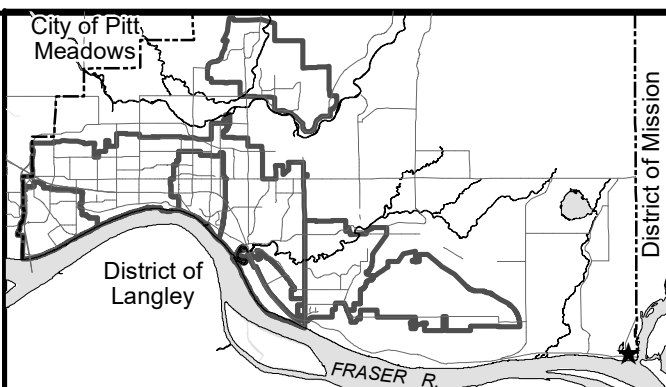 City of Pitt
Meadows
District of Mission
District of
Langley
FRASER R.